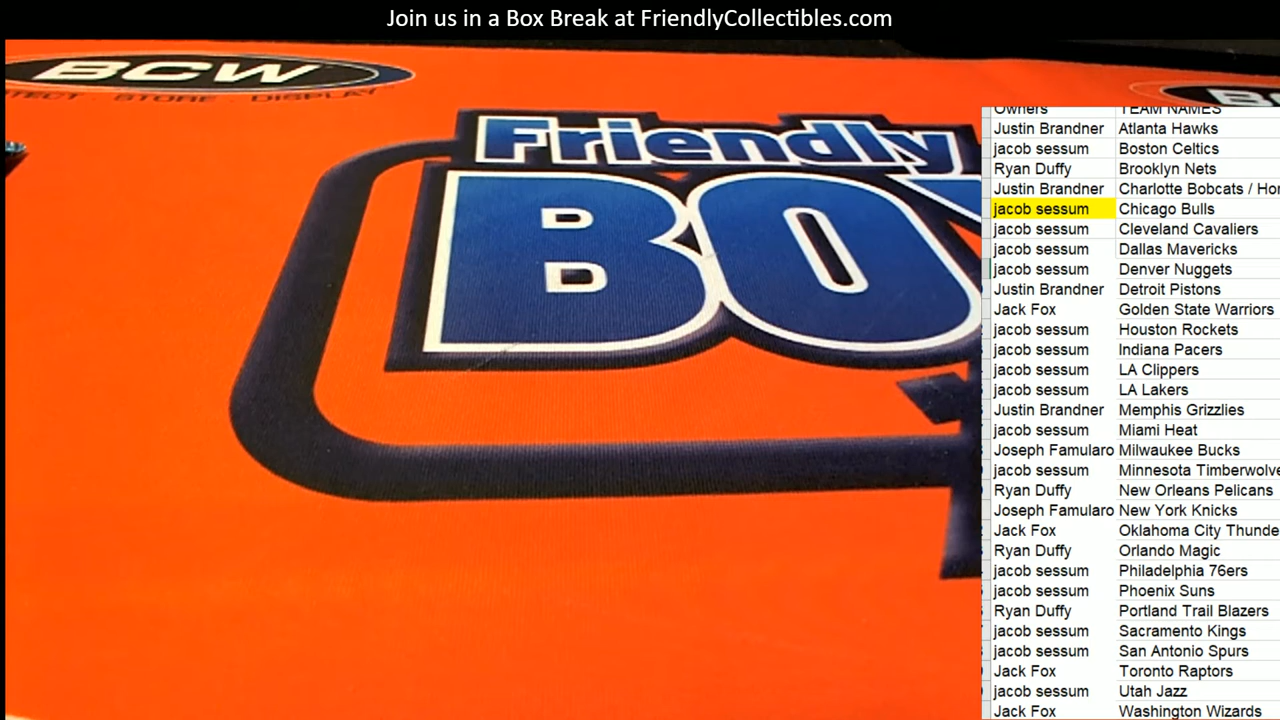 Join us in a Box Break at FriendlyCollectibles.com
BCW
TECT · STORE · DISPLAY
Friendly
BO
Owners TEAM NAMES
Justin Brandner Atlanta Hawks
jacob sessum Boston Celtics
Ryan Duffy Brooklyn Nets
Justin Brandner Charlotte Bobcats / Hor
jacob sessum Chicago Bulls
jacob sessum Cleveland Cavaliers
jacob sessum Dallas Mavericks
jacob sessum Denver Nuggets
Justin Brandner Detroit Pistons
Jack Fox Golden State Warriors
jacob sessum Houston Rockets
jacob sessum Indiana Pacers
jacob sessum LA Clippers
jacob sessum LA Lakers
Justin Brandner Memphis Grizzlies
jacob sessum Miami Heat
Joseph Famularo Milwaukee Bucks
jacob sessum Minnesota Timberwolve
Ryan Duffy New Orleans Pelicans
Joseph Famularo New York Knicks
Jack Fox Oklahoma City Thunde
Ryan Duffy Orlando Magic
jacob sessum Philadelphia 76ers
jacob sessum Phoenix Suns
Ryan Duffy Portland Trail Blazers
jacob sessum Sacramento Kings
jacob sessum San Antonio Spurs
Jack Fox Toronto Raptors
jacob sessum Utah Jazz
Jack Fox Washington Wizards